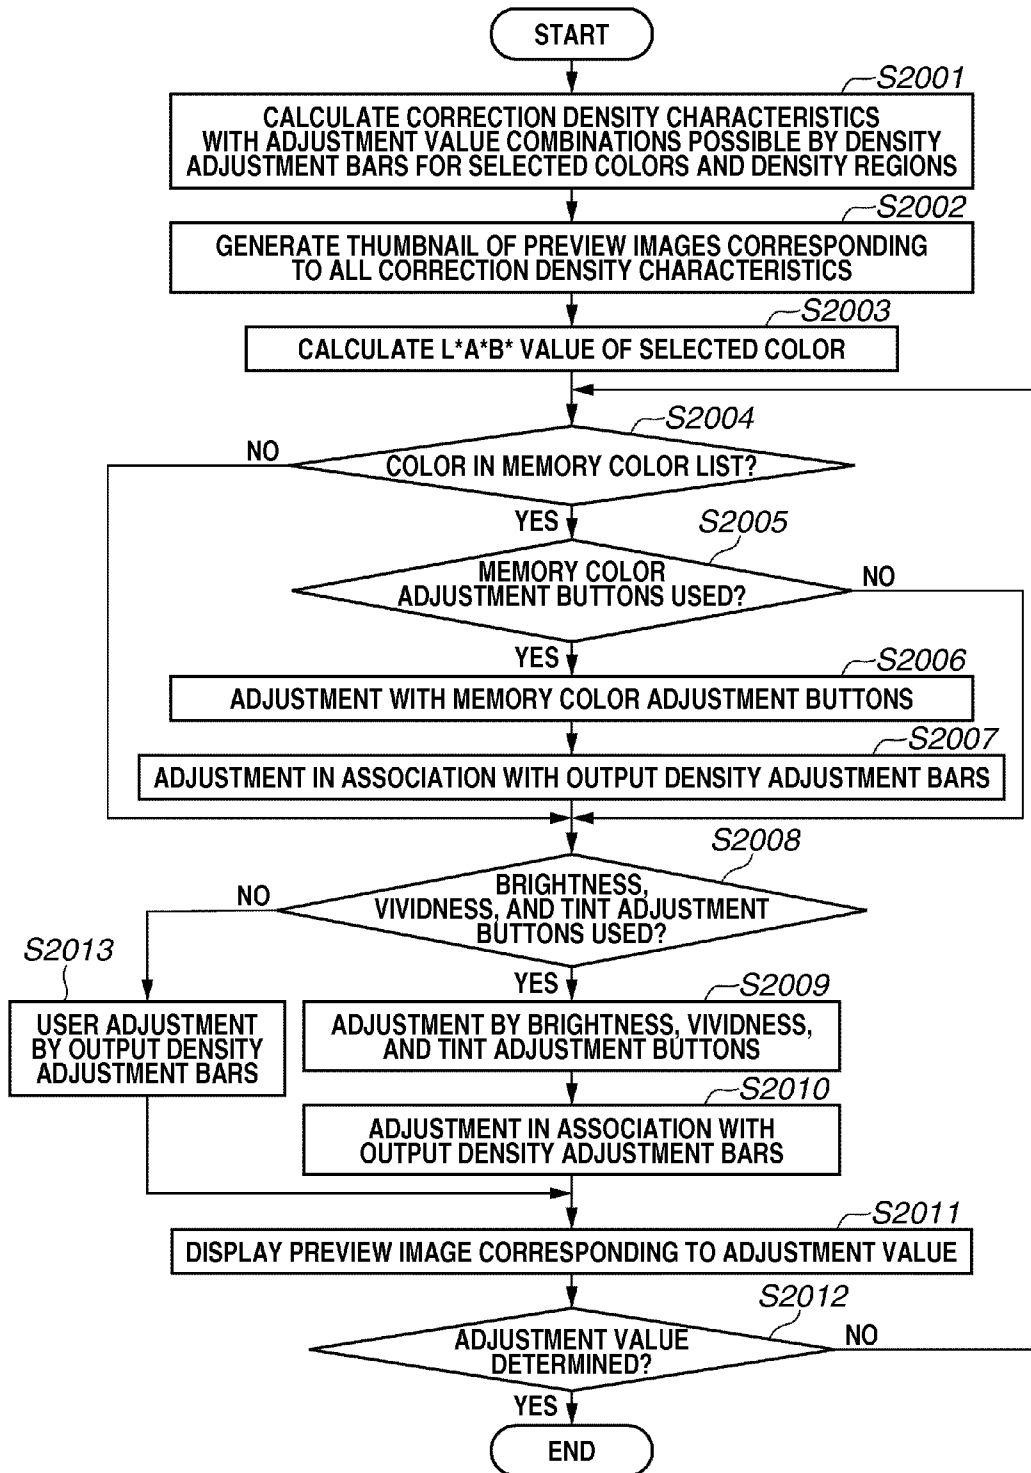 START
S2001
CALCULATE CORRECTION DENSITY CHARACTERISTICS
WITH ADJUSTMENT VALUE COMBINATIONS POSSIBLE BY DENSITY
ADJUSTMENT BARS FOR SELECTED COLORS AND DENSITY REGIONS
S2002
GENERATE THUMBNAIL OF PREVIEW IMAGES CORRESPONDING
TO ALL CORRECTION DENSITY CHARACTERISTICS
S2003
CALCULATE L*A*B* VALUE OF SELECTED COLOR
S2004
NO
COLOR IN MEMORY COLOR LIST?
YES
S2005
MEMORY COLOR
ADJUSTMENT BUTTONS USED?
NO
YES
S2006
ADJUSTMENT WITH MEMORY COLOR ADJUSTMENT BUTTONS
S2007
ADJUSTMENT IN ASSOCIATION WITH OUTPUT DENSITY ADJUSTMENT BARS
S2008
NO
BRIGHTNESS,
VIVIDNESS, AND TINT ADJUSTMENT
BUTTONS USED?
YES
S2013
USER ADJUSTMENT
BY OUTPUT DENSITY
ADJUSTMENT BARS
S2009
ADJUSTMENT BY BRIGHTNESS, VIVIDNESS,
AND TINT ADJUSTMENT BUTTONS
S2010
ADJUSTMENT IN ASSOCIATION WITH
OUTPUT DENSITY ADJUSTMENT BARS
S2011
DISPLAY PREVIEW IMAGE CORRESPONDING TO ADJUSTMENT VALUE
S2012
ADJUSTMENT VALUE
DETERMINED?
NO
YES
END